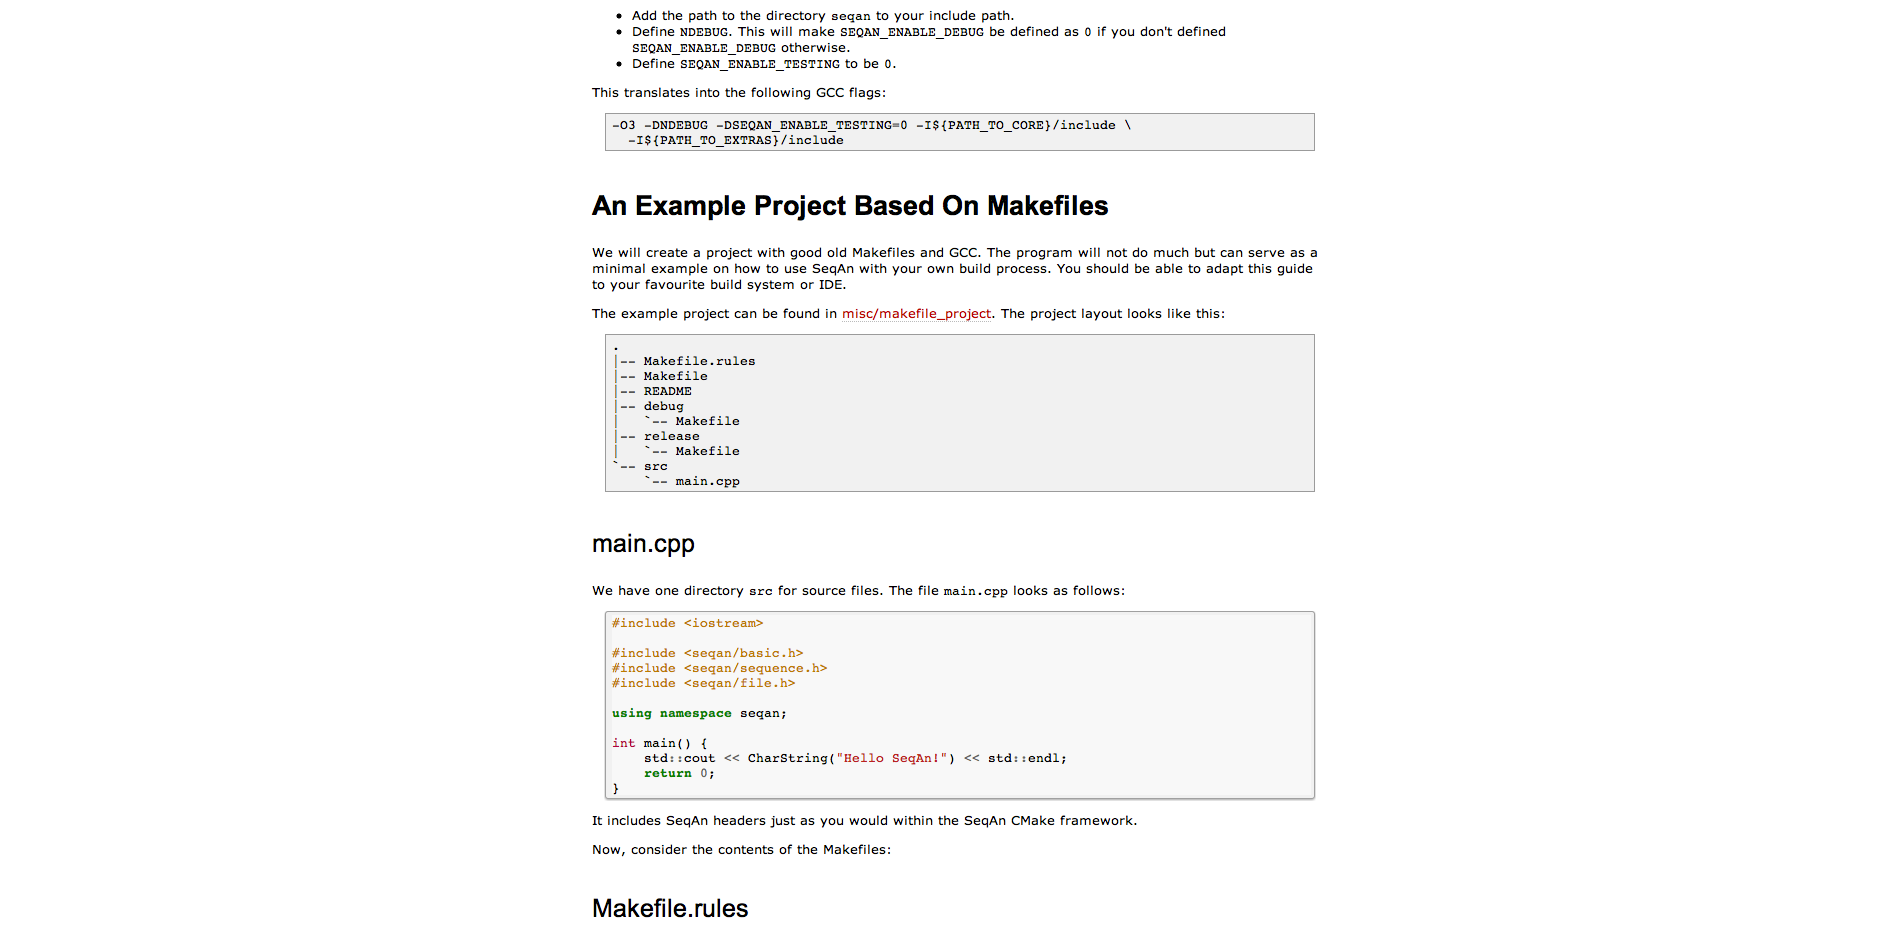 • Add the path to the directory seqan to your include path.
• Define NDEBUG. This will make SEQAN_ENABLE_DEBUG be defined as 0 if you don't defined
SEQAN_ENABLE_DEBUG otherwise.
• Define SEQAN_ENABLE_TESTING to be 0.
This translates into the following GCC flags:
-O3 -DNDEBUG -DSEQAN_ENABLE_TESTING=0 -I${PATH_TO_CORE}/include \
  -I${PATH_TO_EXTRAS}/include
An Example Project Based On Makefiles
We will create a project with good old Makefiles and GCC. The program will not do much but can serve as a
minimal example on how to use SeqAn with your own build process. You should be able to adapt this guide
to your favourite build system or IDE.
The example project can be found in misc/makefile_project. The project layout looks like this:
.
|-- Makefile.rules
|-- Makefile
|-- README
|-- debug
|   `-- Makefile
|-- release
|   `-- Makefile
`-- src
    `-- main.cpp
main.cpp
We have one directory src for source files. The file main.cpp looks as follows:
#include <iostream>
#include <seqan/basic.h>
#include <seqan/sequence.h>
#include <seqan/file.h>
using namespace seqan;
int main() {
    std::cout << CharString("Hello SeqAn!") << std::endl;
    return 0;
}
It includes SeqAn headers just as you would within the SeqAn CMake framework.
Now, consider the contents of the Makefiles:
Makefile.rules